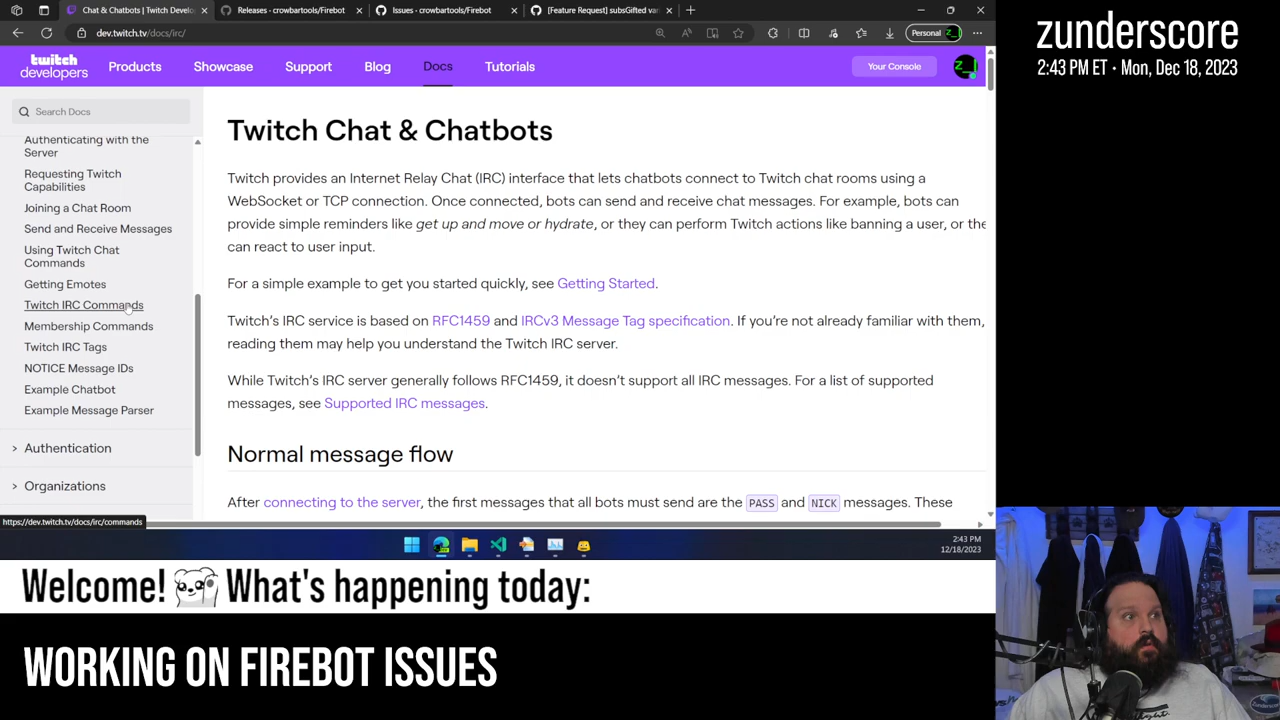 Chat & Chatbots | Twitch Develo
Releases - crowbartools/Firebot
Issues - crowbartools/Firebot
[Feature Request] subsGifted va
dev.twitch.tv/docs/irc/
Personal
twitch developers
Products
Showcase
Support
Blog
Docs
Tutorials
Your Console
Search Docs
Authenticating with the
Server
Requesting Twitch
Capabilities
Joining a Chat Room
Send and Receive Messages
Using Twitch Chat
Commands
Getting Emotes
Twitch IRC Commands
Membership Commands
Twitch IRC Tags
NOTICE Message IDs
Example Chatbot
Example Message Parser
Authentication
Organizations
https://dev.twitch.tv/docs/irc/commands
Twitch Chat & Chatbots
Twitch provides an Internet Relay Chat (IRC) interface that lets chatbots connect to Twitch chat rooms using a
WebSocket or TCP connection. Once connected, bots can send and receive chat messages. For example, bots can
provide simple reminders like get up and move or hydrate, or they can perform Twitch actions like banning a user, or the
can react to user input.
For a simple example to get you started quickly, see Getting Started.
Twitch's IRC service is based on RFC1459 and IRCv3 Message Tag specification. If you're not already familiar with them,
reading them may help you understand the Twitch IRC server.
While Twitch's IRC server generally follows RFC1459, it doesn't support all IRC messages. For a list of supported
messages, see Supported IRC messages.
Normal message flow
After connecting to the server, the first messages that all bots must send are the PASS and NICK messages. These
2:43 PM
12/18/2023
zunderscore
2:43 PM ET • Mon, Dec 18, 2023
Welcome! What's happening today:
WORKING ON FIREBOT ISSUES